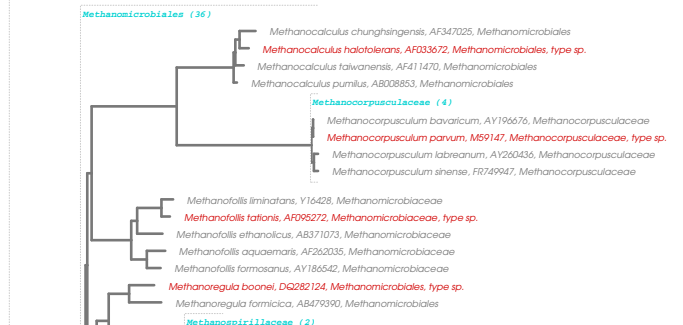 Methanomicrobiales (36)
Methanocalculus chunghsingensis, AF347025, Methanomicrobiales
Methanocalculus halotolerans, AF033672, Methanomicrobiales, type sp.
Methanocalculus taiwanensis, AF411470, Methanomicrobiales
Methanocalculus pumilus, AB008853, Methanomicrobiales
Methanocorpusculaceae (4)
Methanocorpusculum bavaricum, AY196676, Methanocorpusculaceae
Methanocorpusculum parvum, M59147, Methanocorpusculaceae, type sp.
Methanocorpusculum labreanum, AY260436, Methanocorpusculaceae
Methanocorpusculum sinense, FR749947, Methanocorpusculaceae
Methanofollis liminatans, Y16428, Methanomicrobiaceae
Methanofollis tationis, AF095272, Methanomicrobiaceae, type sp.
Methanofollis ethanolicus, AB371073, Methanomicrobiaceae
Methanofollis aquaemaris, AF262035, Methanomicrobiaceae
Methanofollis formosanus, AY186542, Methanomicrobiaceae
Methanoregula boonei, DQ282124, Methanomicrobiales, type sp.
Methanoregula formicica, AB479390, Methanomicrobiales
Methanospirillaceae (2)